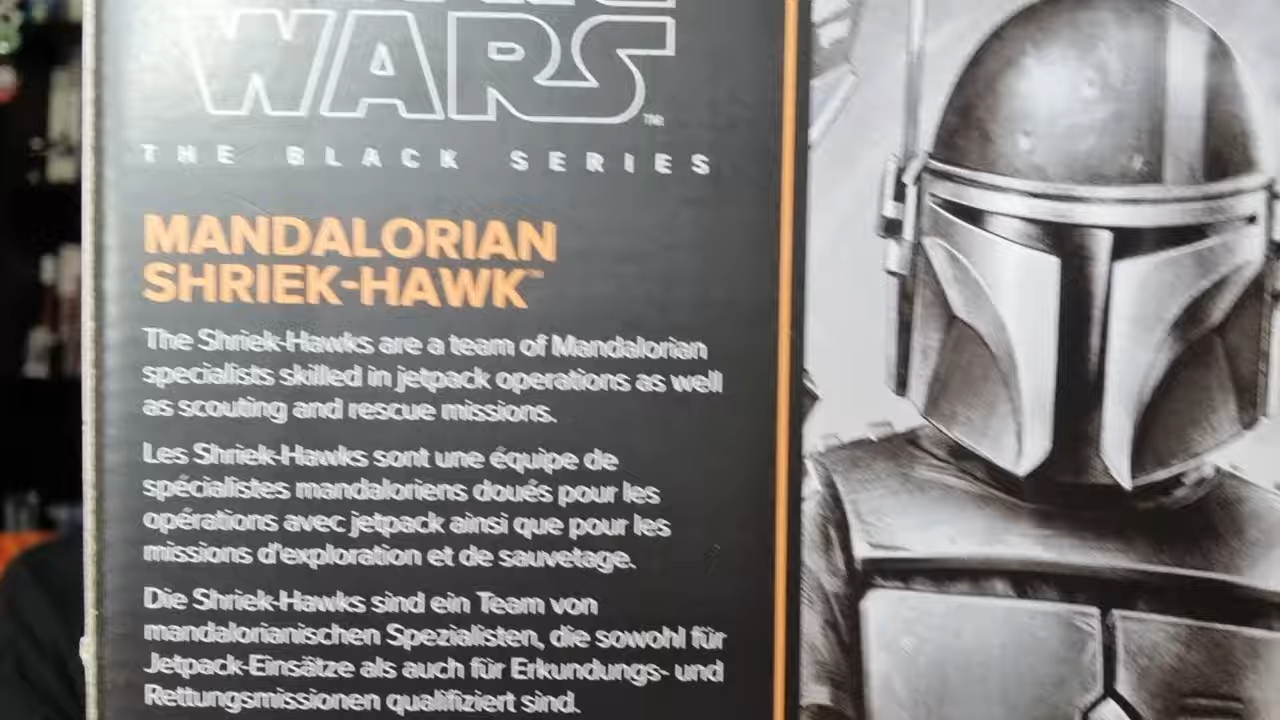 WARS™
THE BLACK SERIES
MANDALORIAN
SHRIEK-HAWK™
The Shriek-Hawks are a team of Mandalorian
specialists skilled in jetpack operations as well
as scouting and rescue missions.
Les Shriek-Hawks sont une équipe de
spécialistes mandaloriens doués pour les
opérations avec jetpack ainsi que pour les
missions d'exploration et de sauvetage.
Die Shriek-Hawks sind ein Team von
mandalorianischen Spezialisten, die sowohl für
Jetpack-Einsätze als auch für Erkundungs- und
Rettungsmissionen qualifiziert sind.